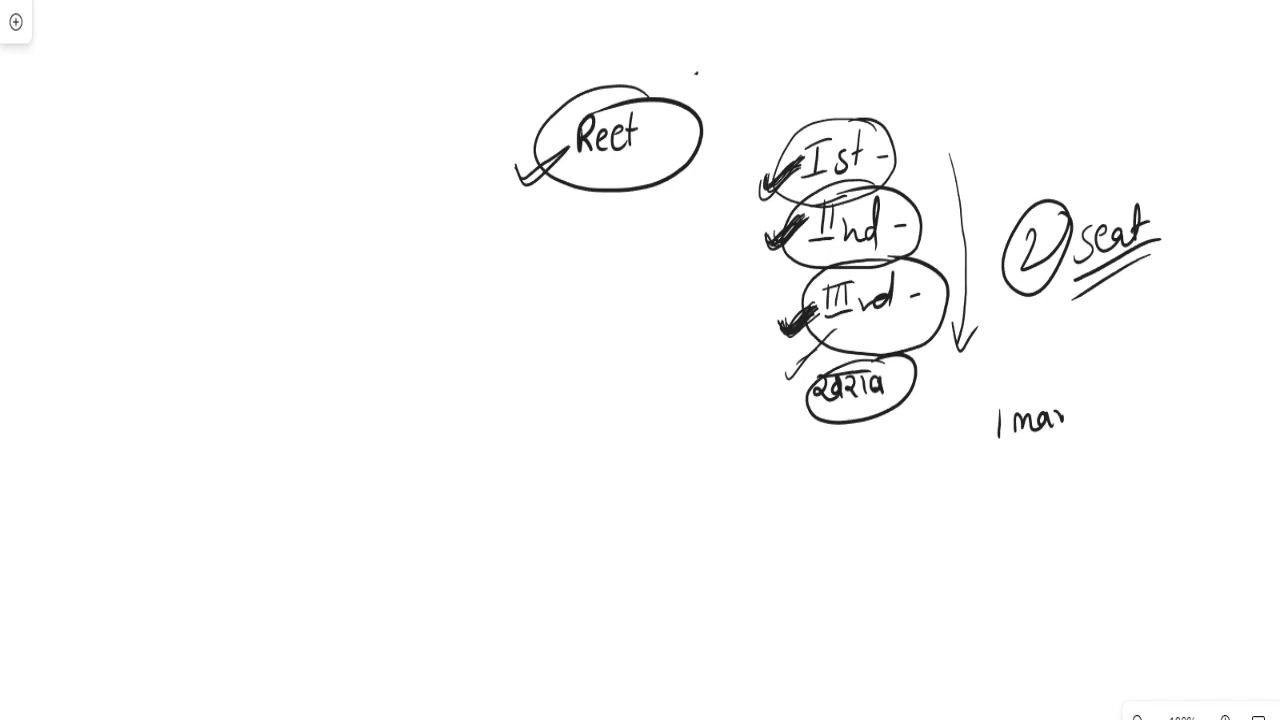 Reet
Ist -
IInd -
IIIrd -
खराब
2 seat
1 mar